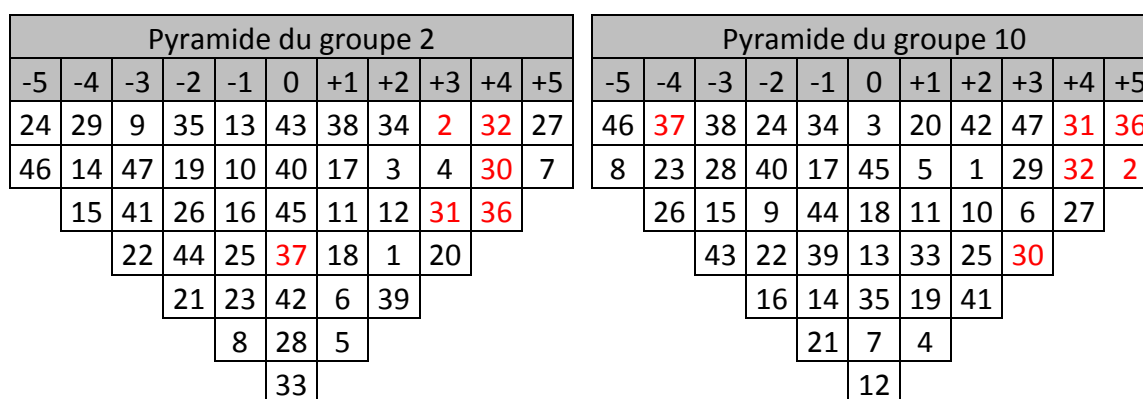 Pyramide du groupe 2
-5 -4 -3 -2 -1 0 +1 +2 +3 +4 +5
24 29 9 35 13 43 38 34 2 32 27
46 14 47 19 10 40 17 3 4 30 7
15 41 26 16 45 11 12 31 36
22 44 25 37 18 1 20
21 23 42 6 39
8 28 5
33
Pyramide du groupe 10
-5 -4 -3 -2 -1 0 +1 +2 +3 +4 +5
46 37 38 24 34 3 20 42 47 31 36
8 23 28 40 17 45 5 1 29 32 2
26 15 9 44 18 11 10 6 27
43 22 39 13 33 25 30
16 14 35 19 41
21 7 4
12